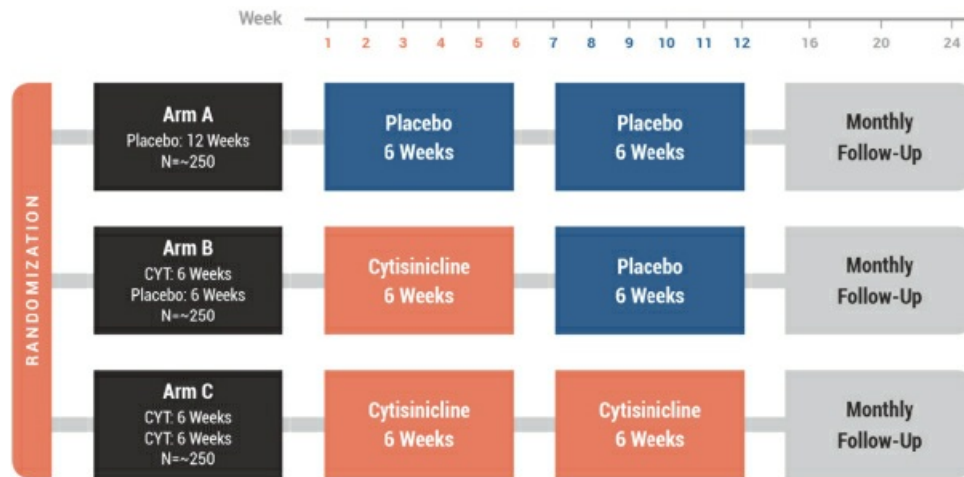 Week
1 2 3 4 5 6 7 8 9 10 11 12 16 20 24
RANDOMIZATION
Arm A
Placebo: 12 Weeks
N=~250
Placebo
6 Weeks
Placebo
6 Weeks
Monthly
Follow-Up
Arm B
CYT: 6 Weeks
Placebo: 6 Weeks
N=~250
Cytisinicline
6 Weeks
Placebo
6 Weeks
Monthly
Follow-Up
Arm C
CYT: 6 Weeks
CYT: 6 Weeks
N=~250
Cytisinicline
6 Weeks
Cytisinicline
6 Weeks
Monthly
Follow-Up